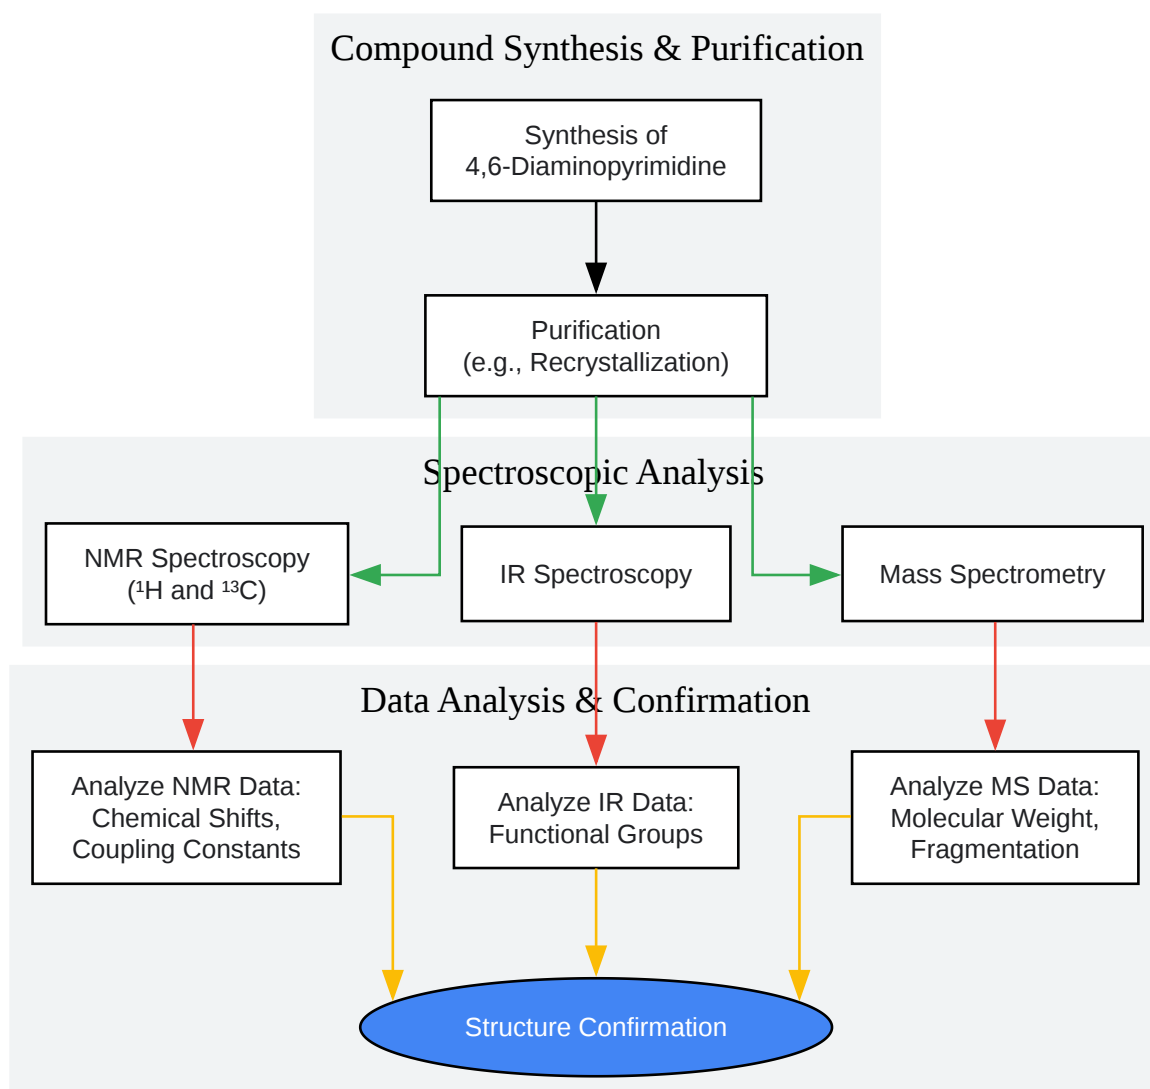 Compound Synthesis & Purification
Synthesis of
4,6-Diaminopyrimidine
Purification
(e.g., Recrystallization)
Spectroscopic Analysis
NMR Spectroscopy
(¹H and ¹³C)
IR Spectroscopy
Mass Spectrometry
Data Analysis & Confirmation
Analyze NMR Data:
Chemical Shifts,
Coupling Constants
Analyze IR Data:
Functional Groups
Analyze MS Data:
Molecular Weight,
Fragmentation
Structure Confirmation